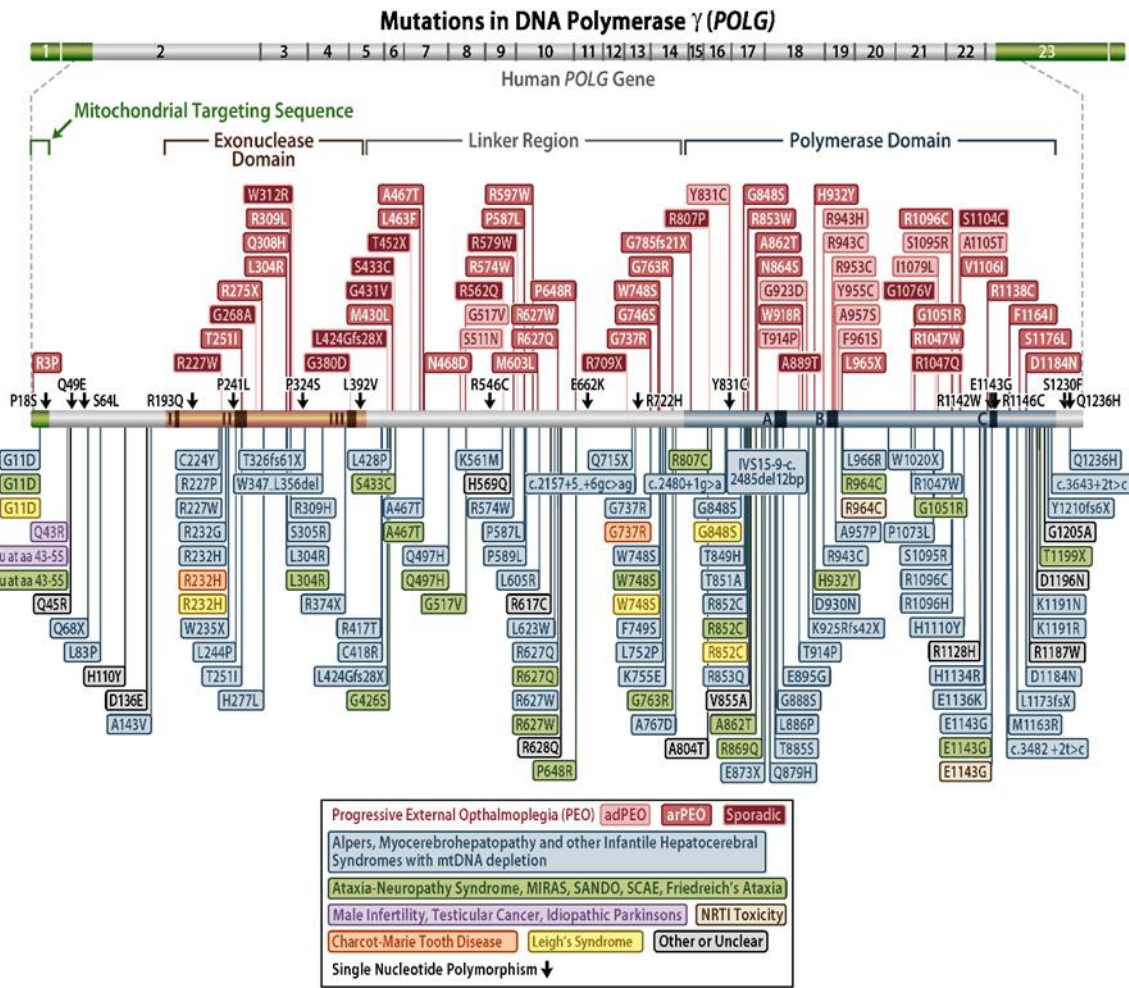 Mutations in DNA Polymerase γ (POLG)
1 2 3 4 5 6 7 8 9 10 11 12 13 14 15 16 17 18 19 20 21 22 23
Human POLG Gene
Mitochondrial Targeting Sequence
Exonuclease Domain
Linker Region
Polymerase Domain
W312R A467T R597W Y831C G848S H932Y
R309L L463F P587L R807P R853W R943H R1096C S1104C
Q308H T452X R579W G785fs21X A862T R943C S1095R A1105T
L304R S433C R574W G763R N864S R953C I1079L V1106I
R275X G431V R562Q P648R W748S G923D Y955C G1076V R1138C
G268A M430L G517V R627W G746S W918R A957S G1051R F1164I
T251I L424Gfs28X S511N R627Q G737R T914P F961S R1047W S1176L
R3P R227W G380D N468D M603L R709X A889T L965X R1047Q D1184N
Q49E P241L P324S L392V R546C E662K Y831C E1143G S1230F
P18S S64L R193Q R722H R1142W R1146C Q1236H
I II III A B C
G11D C224Y T326fs61X L428P K561M Q715X R807C IVS15-9-c. 2485del12bp L966R W1020X Q1236H
G11D R227P W347_L356del S433C H569Q c.2157+5_+6gc>ag c.2480+1g>a R964C R1047W c.3643+2t>c
G11D R227W R309H A467T R574W G737R G848S R964C G1051R Y1210fs6X
Q43R R232G S305R A467T P587L G737R G848S A957P P1073L G1205A
u at aa 43-55 R232H L304R Q497H P589L W748S T849H R943C S1095R T1199X
u at aa 43-55 R232H L304R Q497H L605R W748S T851A H932Y R1096C D1196N
Q45R R232H R374X G517V R617C W748S R852C D930N R1096H K1191N
Q68X W235X R417T L623W F749S R852C K925Rfs42X H1110Y K1191R
L83P L244P C418R R627Q L752P R852C T914P R1128H R1187W
H110Y T251I L424Gfs28X R627Q K755E R853Q E895G H1134R D1184N
D136E H277L G426S R627W G763R V855A G888S E1136K L1173fsX
A143V R627W A767D A862T L886P E1143G M1163R
R628Q A804T R869Q T885S E1143G c.3482 +2t>c
P648R E873X Q879H E1143G
Progressive External Opthalmoplegia (PEO) adPEO arPEO Sporadic
Alpers, Myocerebrohepatopathy and other Infantile Hepatocerebral
Syndromes with mtDNA depletion
Ataxia-Neuropathy Syndrome, MIRAS, SANDO, SCAE, Friedreich's Ataxia
Male Infertility, Testicular Cancer, Idiopathic Parkinsons NRTI Toxicity
Charcot-Marie Tooth Disease Leigh's Syndrome Other or Unclear
Single Nucleotide Polymorphism